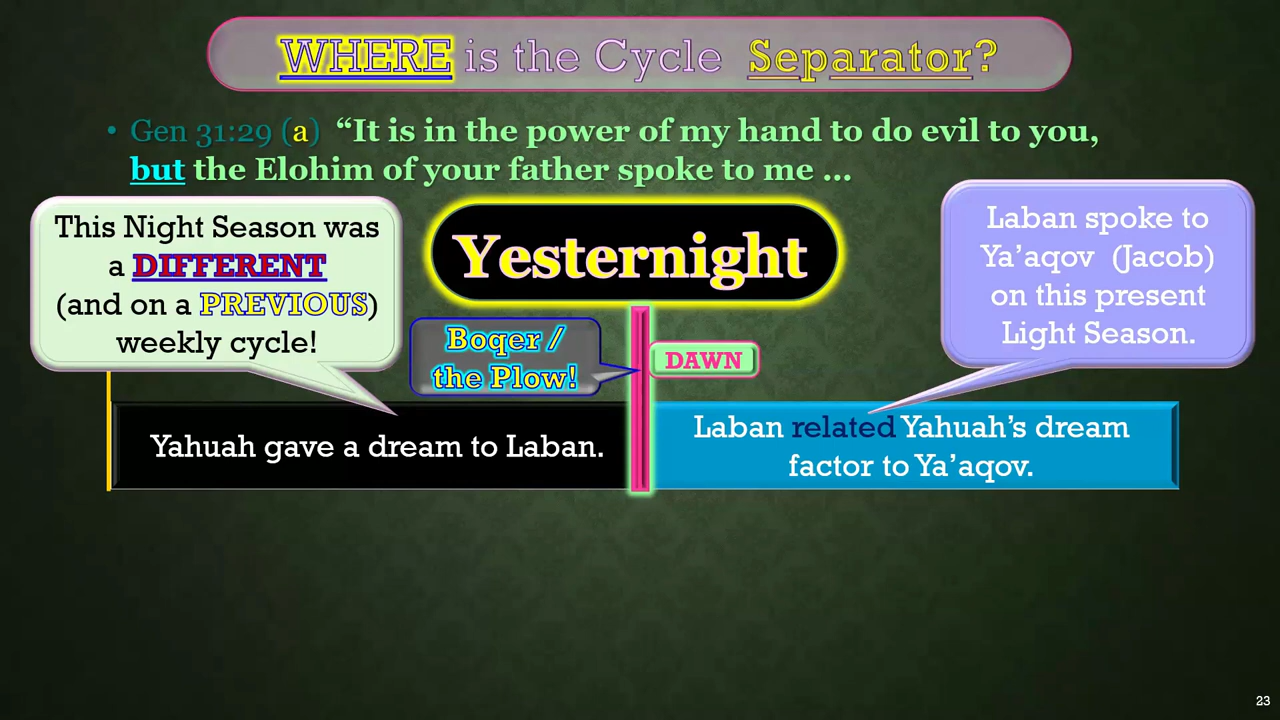 WHERE is the Cycle Separator?
• Gen 31:29 (a) “It is in the power of my hand to do evil to you,
but the Elohim of your father spoke to me ...
This Night Season was
a DIFFERENT
(and on a PREVIOUS)
weekly cycle!
Yesternight
Laban spoke to
Ya’aqov (Jacob)
on this present
Light Season.
Boqer /
the Plow!
DAWN
Yahuah gave a dream to Laban.
Laban related Yahuah’s dream
factor to Ya’aqov.
23